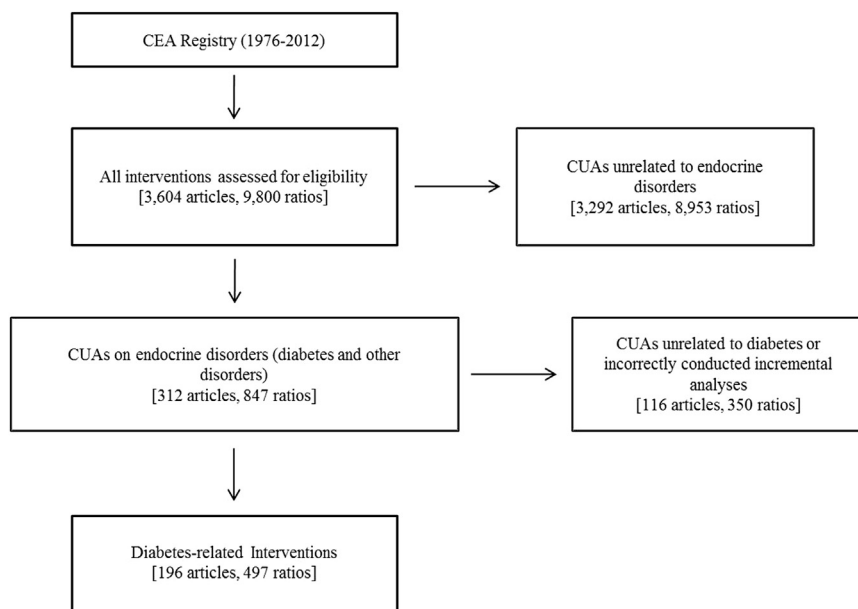 CEA Registry (1976-2012)
All interventions assessed for eligibility
[3,604 articles, 9,800 ratios]
CUAs unrelated to endocrine
disorders
[3,292 articles, 8,953 ratios]
CUAs on endocrine disorders (diabetes and other
disorders)
[312 articles, 847 ratios]
CUAs unrelated to diabetes or
incorrectly conducted incremental
analyses
[116 articles, 350 ratios]
Diabetes-related Interventions
[196 articles, 497 ratios]